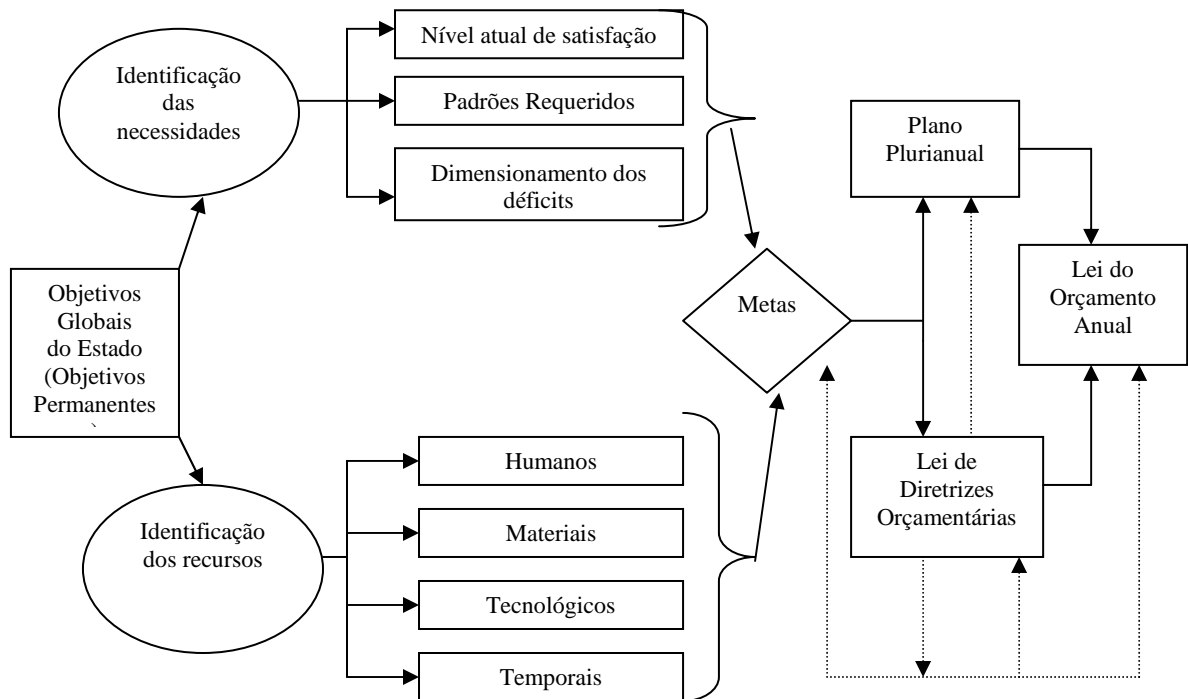 Nível atual de satisfação
Identificação
das
necessidades
Padrões Requeridos
Dimensionamento dos
déficits
Plano
Plurianual
Objetivos
Globais
do Estado
(Objetivos
Permanentes
Metas
Lei do
Orçamento
Anual
Humanos
Materiais
Tecnológicos
Temporais
Identificação
dos recursos
Lei de
Diretrizes
Orçamentárias